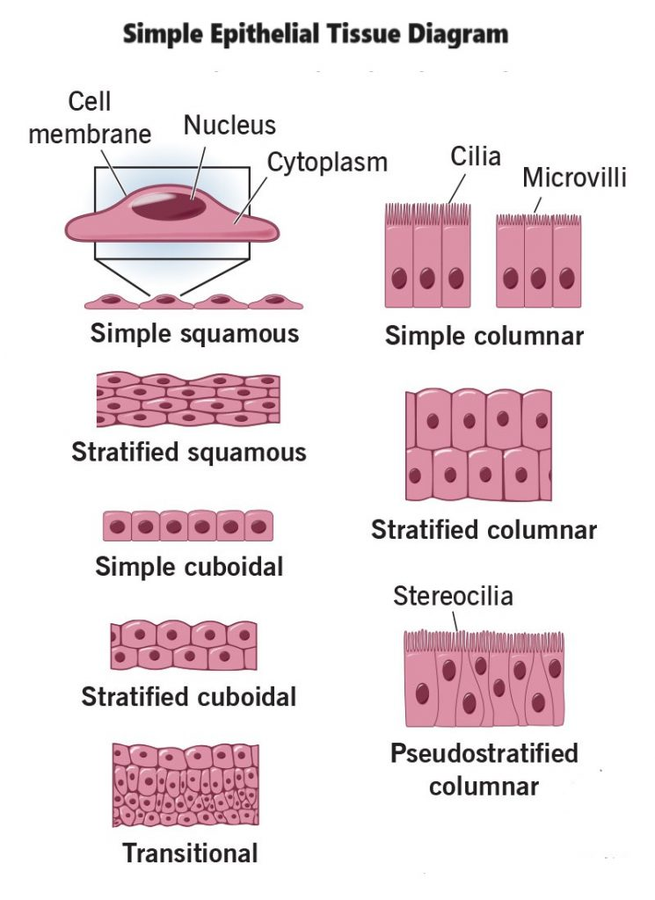 Simple Epithelial Tissue Diagram
Cell
membrane
Nucleus
Cytoplasm
Simple squamous
Stratified squamous
Simple cuboidal
Stratified cuboidal
Transitional
Cilia
Microvilli
Simple columnar
Stratified columnar
Stereocilia
Pseudostratified
columnar